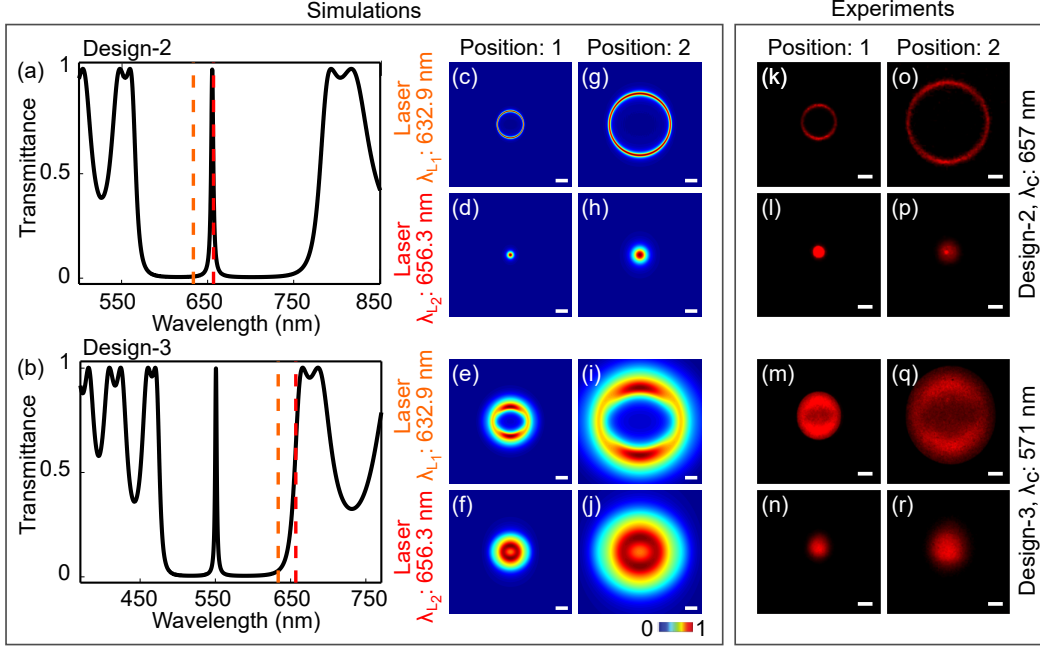 Simulations
Experiments
Design-2
(a)
1
0.5
0
Transmittance
550
650
750
850
Wavelength (nm)
Laser
λL1: 632.9 nm
Laser
λL2: 656.3 nm
Position: 1
Position: 2
(c)
(g)
(d)
(h)
Design-3
(b)
1
0.5
0
Transmittance
450
550
650
750
Wavelength (nm)
Laser
λL1: 632.9 nm
Laser
λL2: 656.3 nm
(e)
(i)
(f)
(j)
0
1
Position: 1
Position: 2
(k)
(o)
(l)
(p)
Design-2, λC: 657 nm
(m)
(q)
(n)
(r)
Design-3, λC: 571 nm